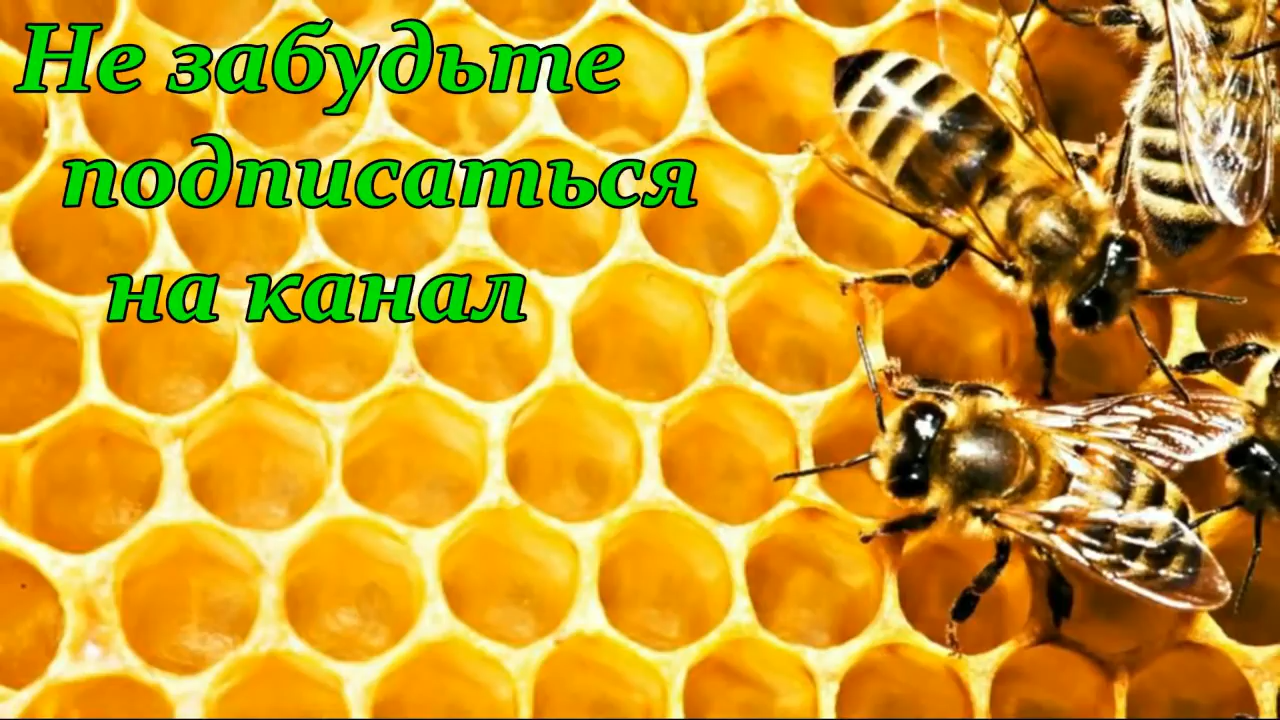 Не забудьте
подписаться
на канал